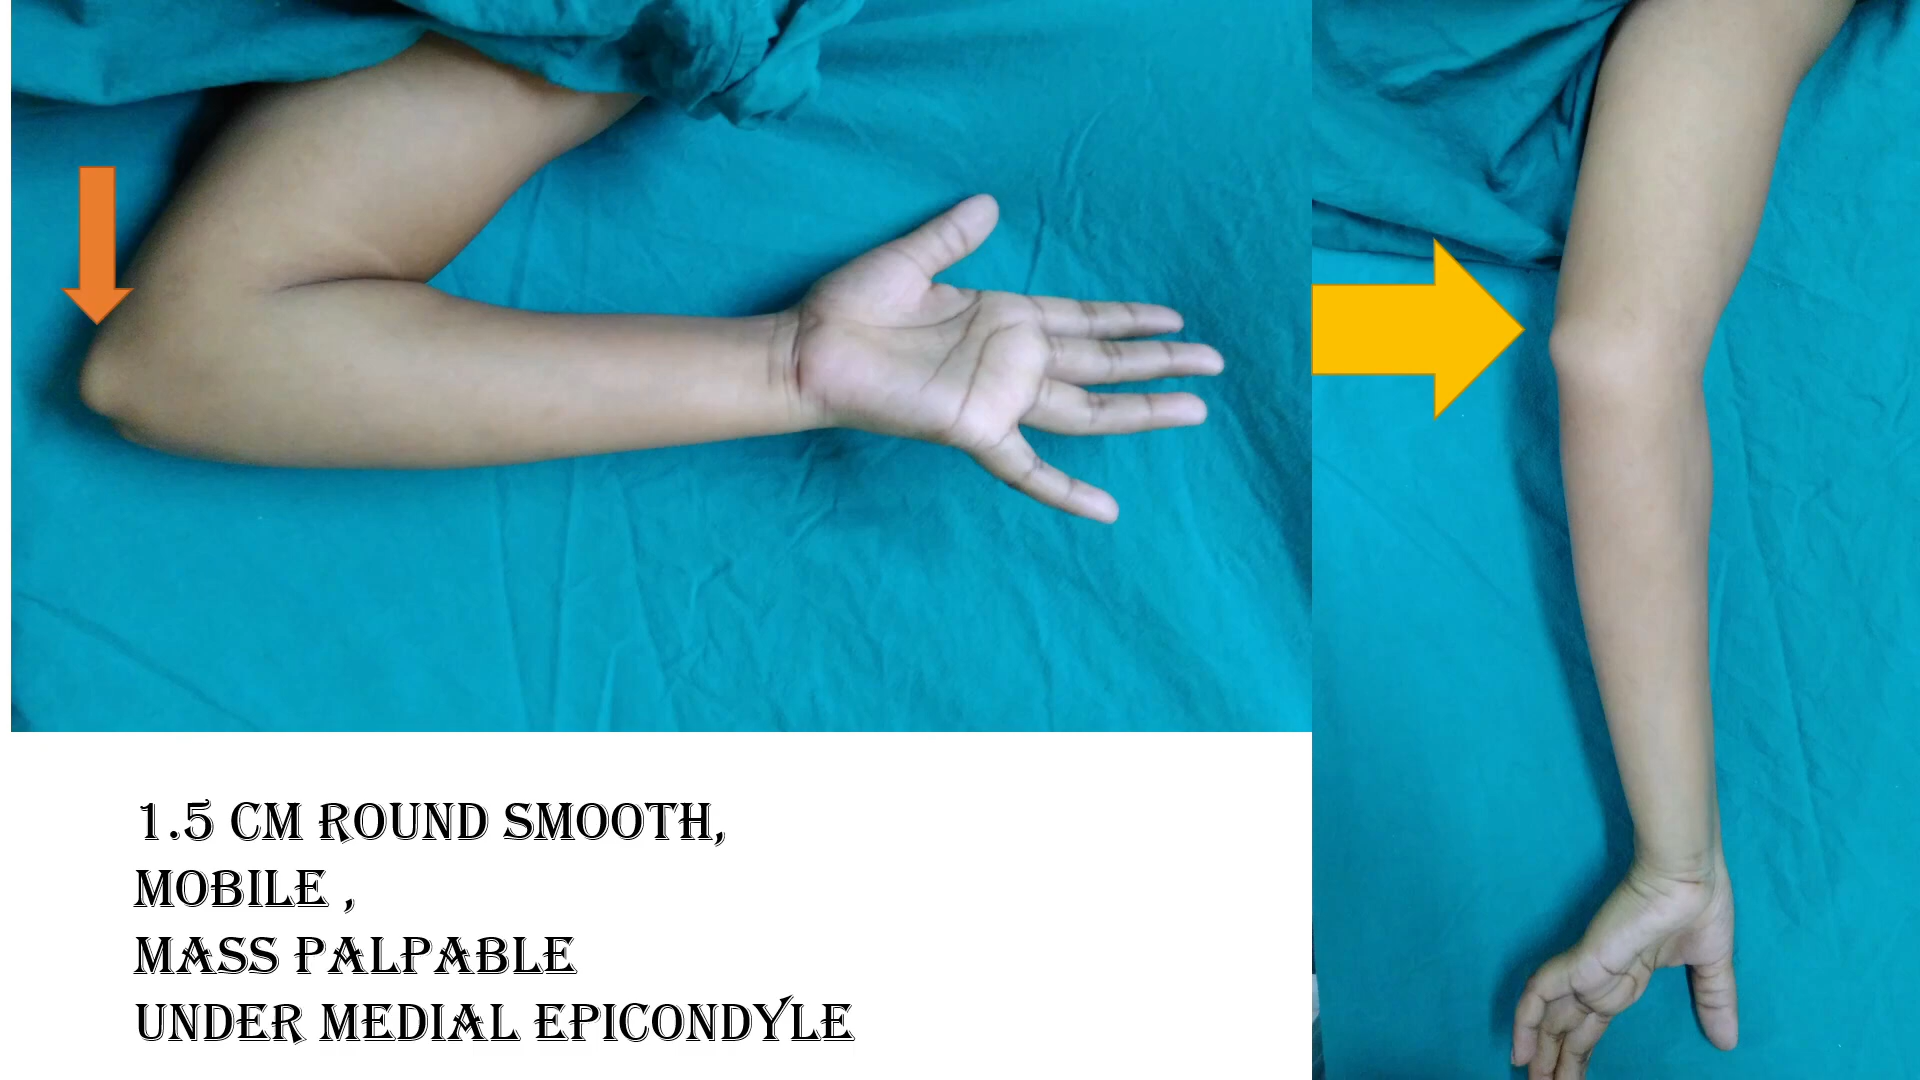 1.5 CM ROUND SMOOTH,
MOBILE ,
MASS PALPABLE
UNDER MEDIAL EPICONDYLE